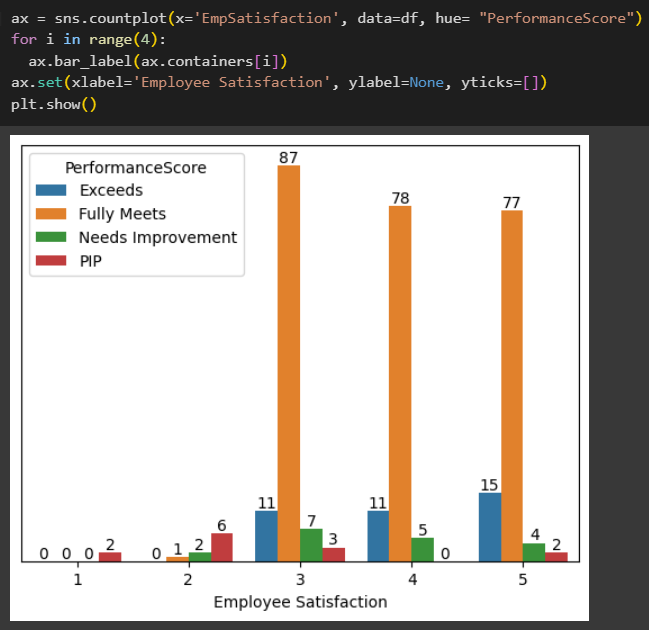 ax = sns.countplot(x='EmpSatisfaction', data=df, hue= "PerformanceScore")
for i in range(4):
  ax.bar_label(ax.containers[i])
ax.set(xlabel='Employee Satisfaction', ylabel=None, yticks=[])
plt.show()
PerformanceScore
Exceeds
Fully Meets
Needs Improvement
PIP
87
78
77
11
7
3
11
5
0
15
4
2
0 0 0 2
0 1 2 6
1 2 3 4 5
Employee Satisfaction